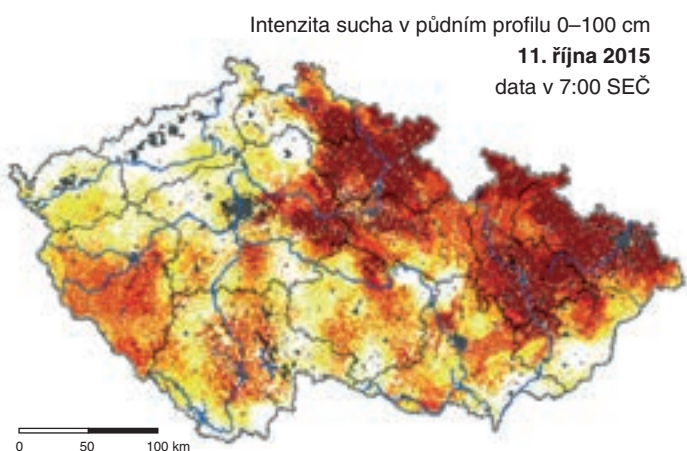 Intenzita sucha v půdním profilu 0–100 cm
11. října 2015
data v 7:00 SEČ
0 50 100 km